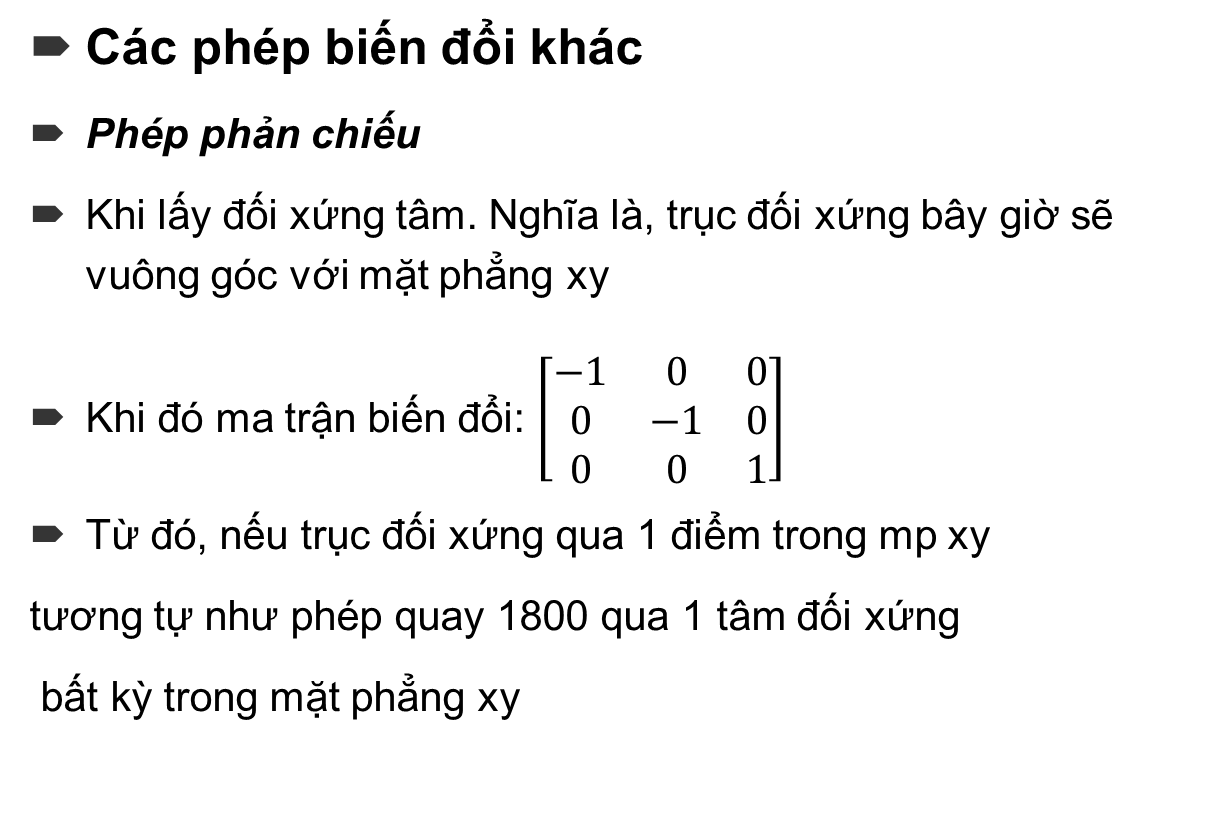 Các phép biến đổi khác
Phép phản chiếu
Khi lấy đối xứng tâm. Nghĩa là, trục đối xứng bây giờ sẽ
vuông góc với mặt phẳng xy
−1 0 0
Khi đó ma trận biến đổi: 0 −1 0
0 0 1
Từ đó, nếu trục đối xứng qua 1 điểm trong mp xy
tương tự như phép quay 1800 qua 1 tâm đối xứng
bất kỳ trong mặt phẳng xy